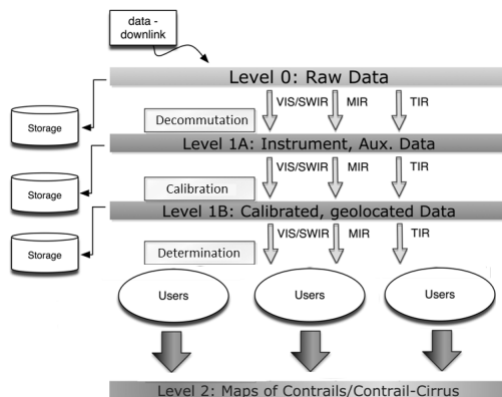 data -
downlink
Level 0: Raw Data
Decommutation
VIS/SWIR MIR TIR
Storage
Level 1A: Instrument, Aux. Data
Calibration
VIS/SWIR MIR TIR
Storage
Level 1B: Calibrated, geolocated Data
Determination
VIS/SWIR MIR TIR
Storage
Users Users Users
Level 2: Maps of Contrails/Contrail-Cirrus